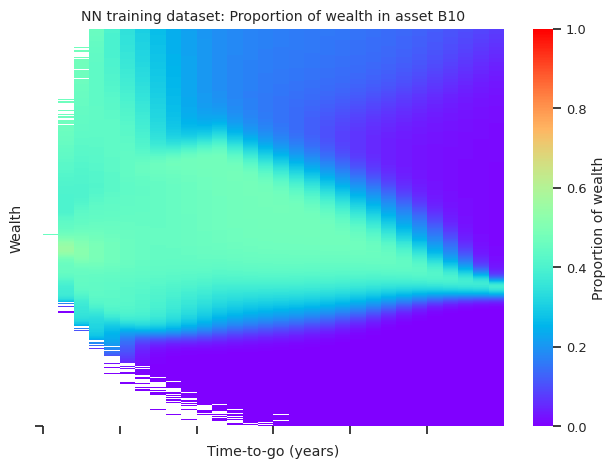 NN training dataset: Proportion of wealth in asset B10
Wealth
Time-to-go (years)
1.0
0.8
0.6
0.4
0.2
0.0
Proportion of wealth